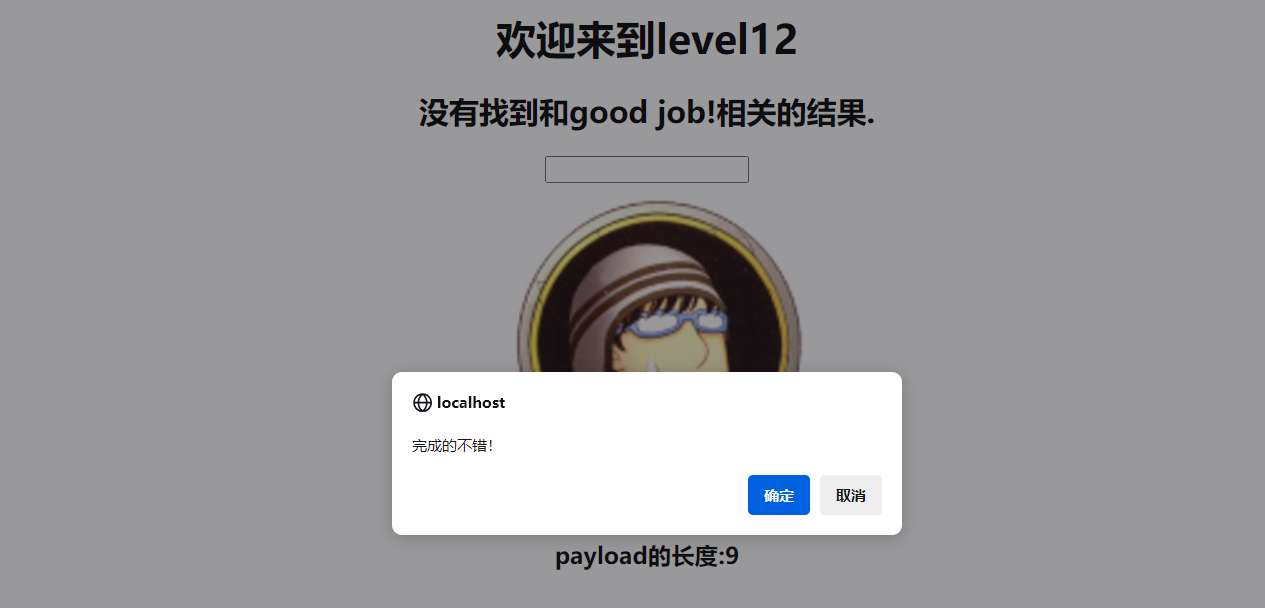 欢迎来到level12
没有找到和good job!相关的结果.
localhost
完成的不错!
确定 取消
payload的长度:9